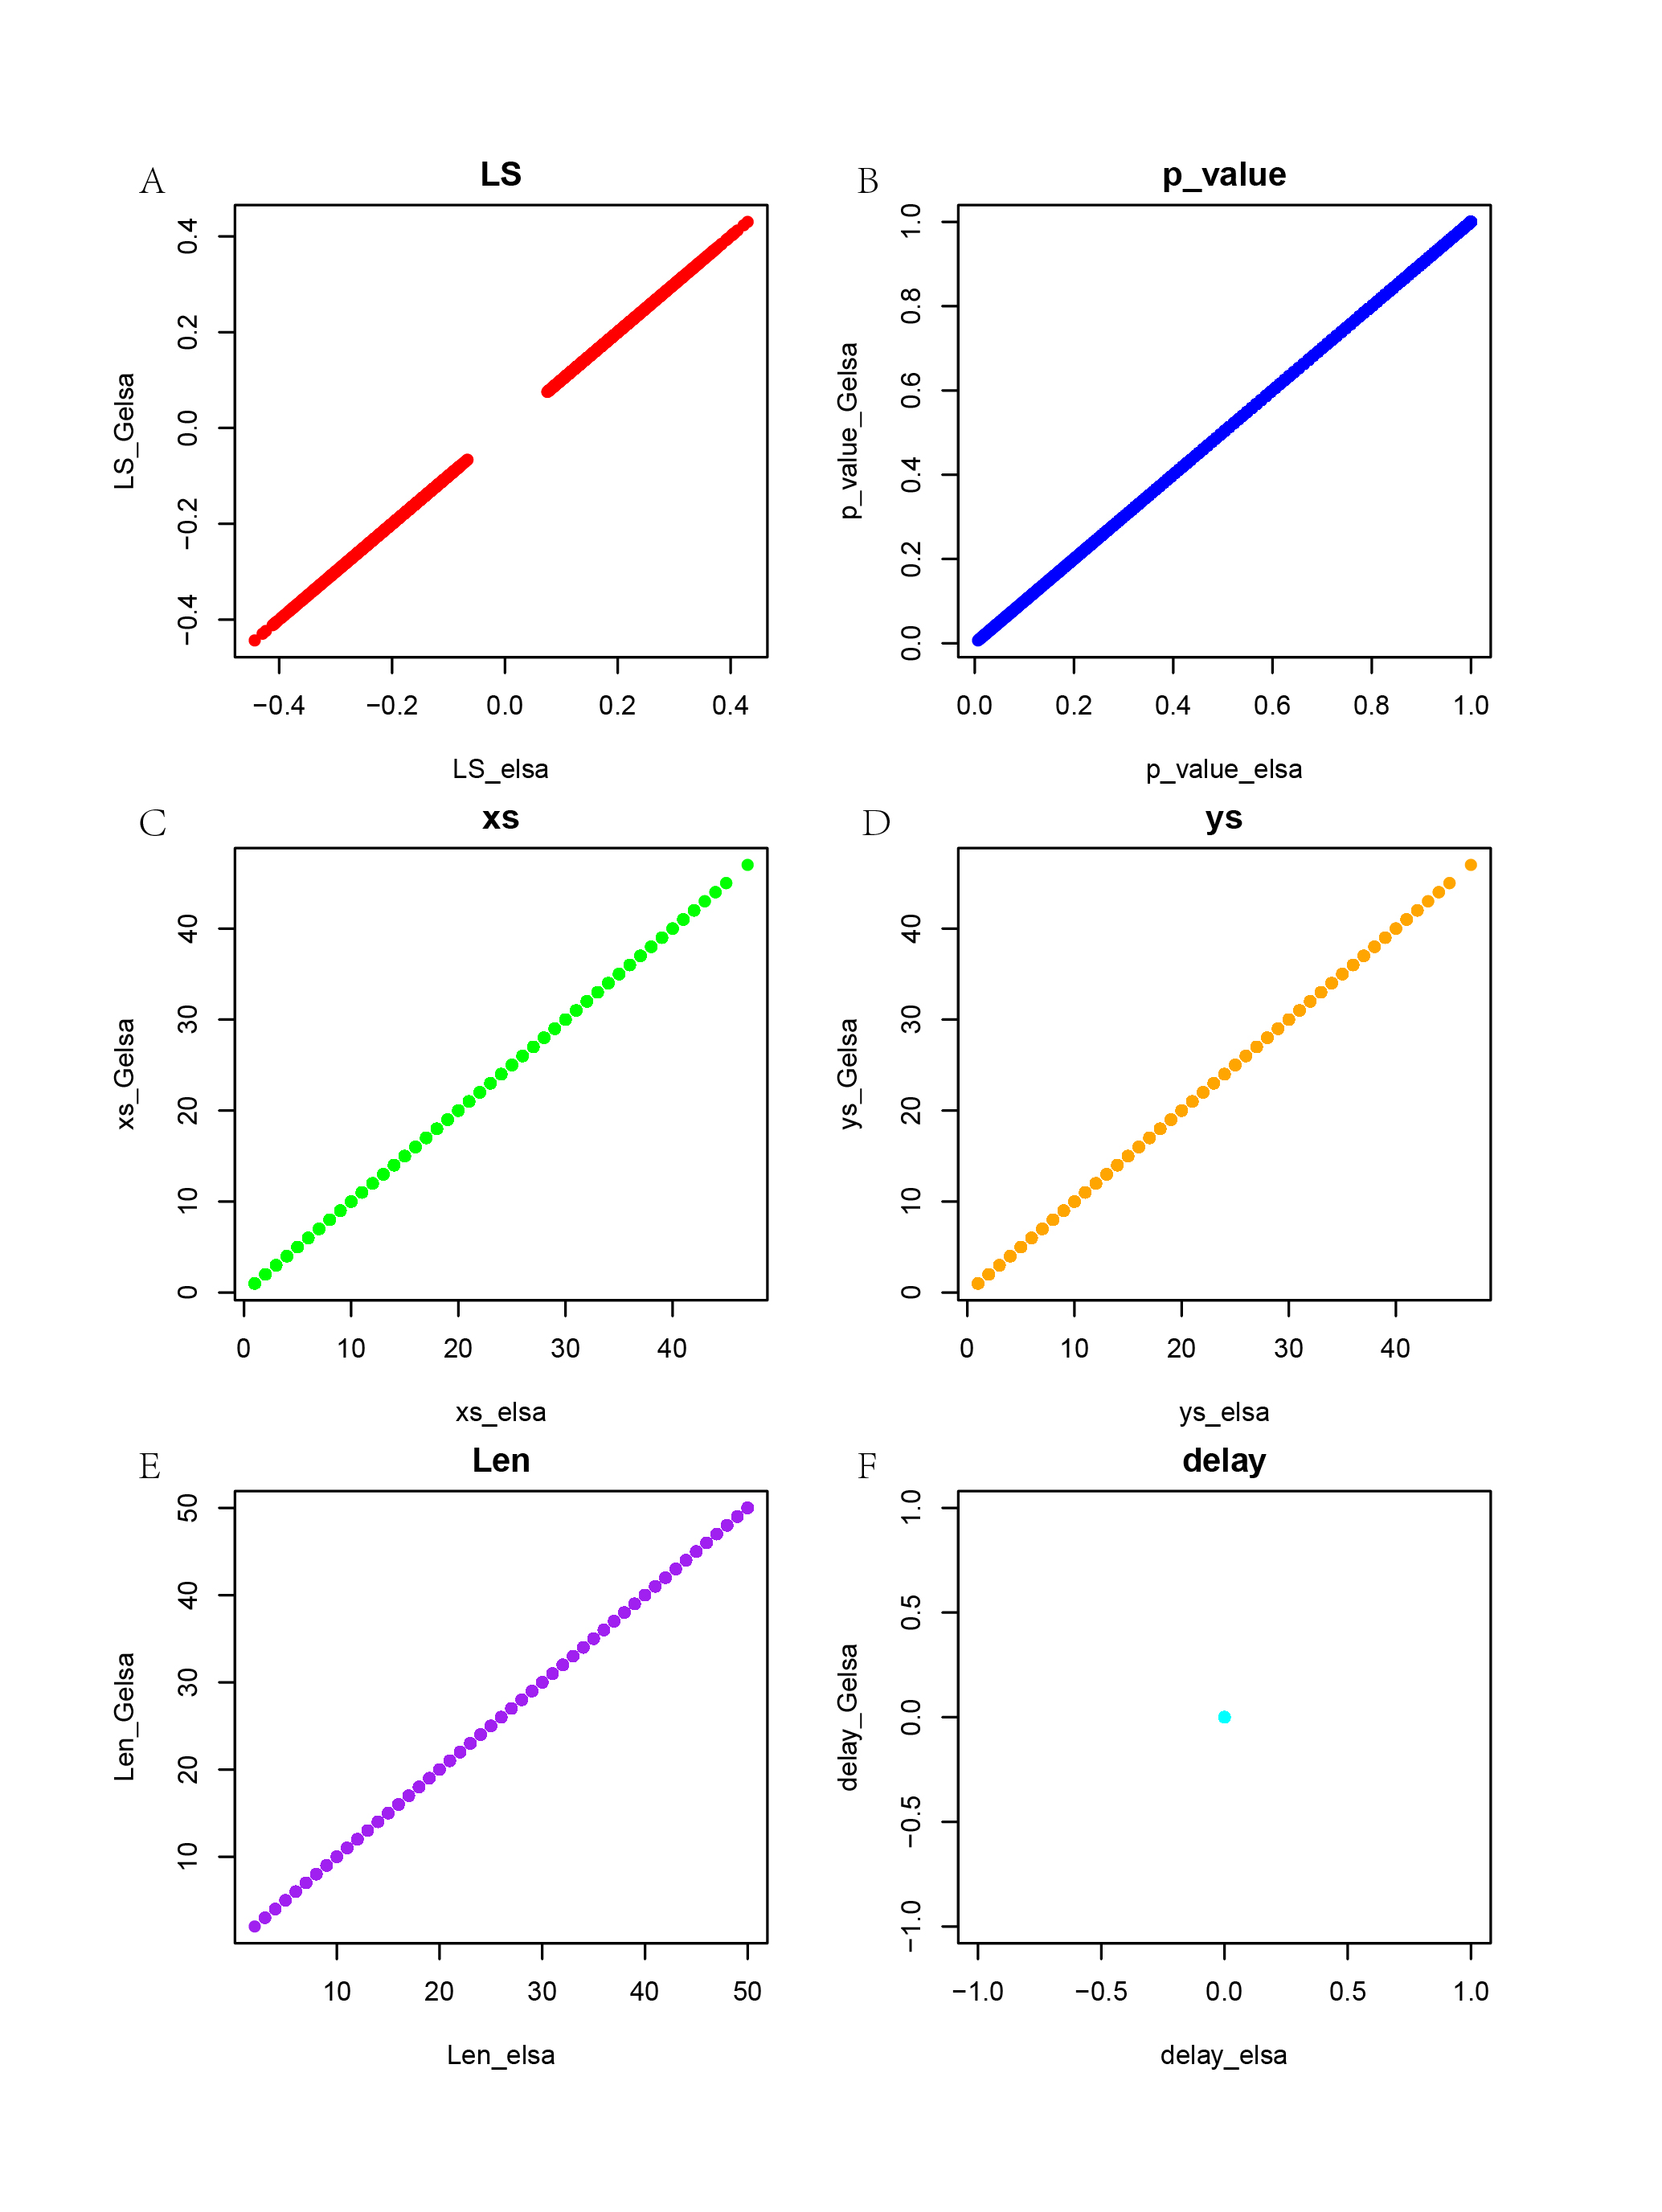 A
LS
LS_Gelsa
0.4
0.2
0.0
−0.2
−0.4
−0.4 −0.2 0.0 0.2 0.4
LS_elsa
B
p_value
p_value_Gelsa
1.0
0.8
0.6
0.4
0.2
0.0
0.0 0.2 0.4 0.6 0.8 1.0
p_value_elsa
C
xs
xs_Gelsa
40
30
20
10
0
0 10 20 30 40
xs_elsa
D
ys
ys_Gelsa
40
30
20
10
0
0 10 20 30 40
ys_elsa
E
Len
Len_Gelsa
50
40
30
20
10
10 20 30 40 50
Len_elsa
F
delay
delay_Gelsa
1.0
0.5
0.0
−0.5
−1.0
−1.0 −0.5 0.0 0.5 1.0
delay_elsa